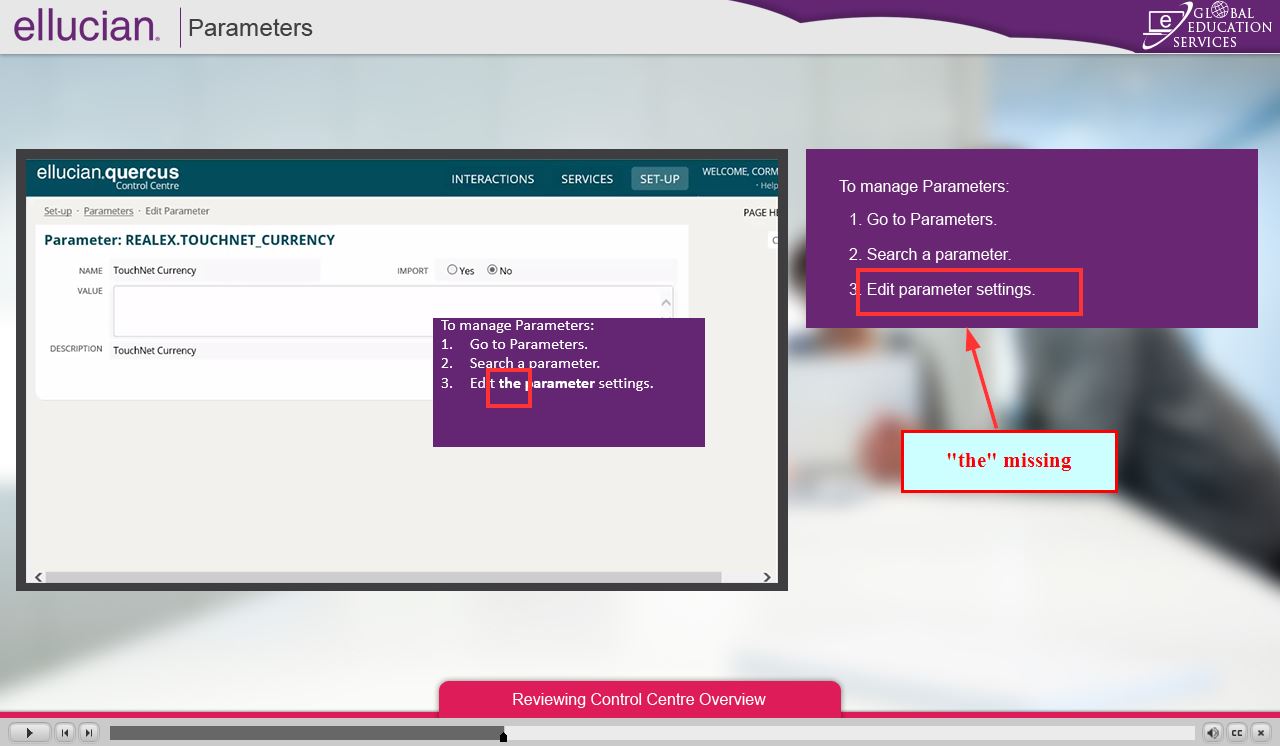 ellucian.
Parameters
GLOBAL
EDUCATION
SERVICES
ellucian.quercus
Control Centre
INTERACTIONS
SERVICES
SET-UP
WELCOME, CORM
· Help
Set-up · Parameters · Edit Parameter
PAGE HE
Parameter: REALEX.TOUCHNET_CURRENCY
NAME TouchNet Currency
IMPORT Yes No
VALUE
DESCRIPTION TouchNet Currency
To manage Parameters:
1. Go to Parameters.
2. Search a parameter.
3. Edit the parameter settings.
To manage Parameters:
1. Go to Parameters.
2. Search a parameter.
3. Edit parameter settings.
"the" missing
Reviewing Control Centre Overview
CC